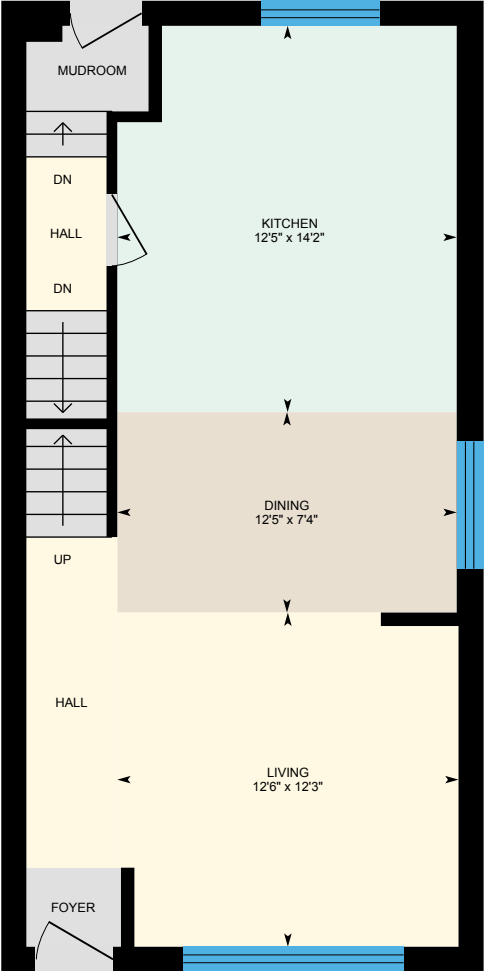 MUDROOM
DN
HALL
DN
KITCHEN
12'5" x 14'2"
DINING
12'5" x 7'4"
UP
HALL
LIVING
12'6" x 12'3"
FOYER